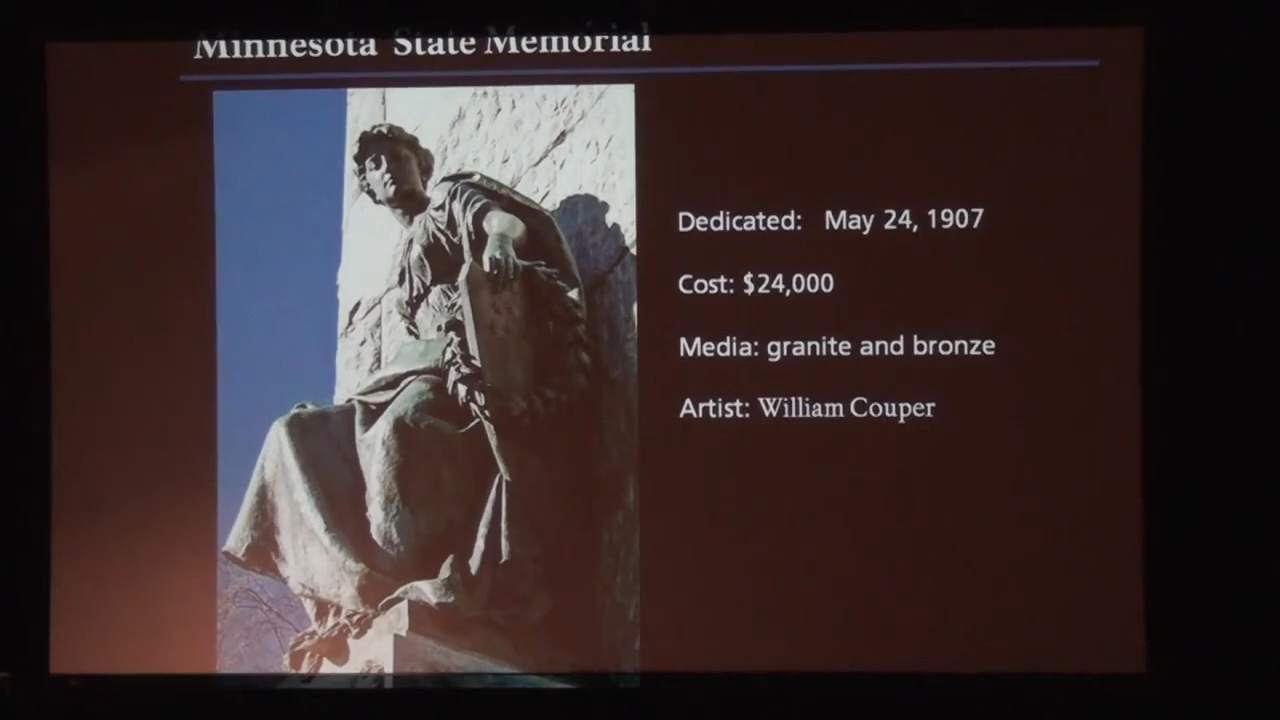 Minnesota State Memorial
Dedicated: May 24, 1907
Cost: $24,000
Media: granite and bronze
Artist: William Couper